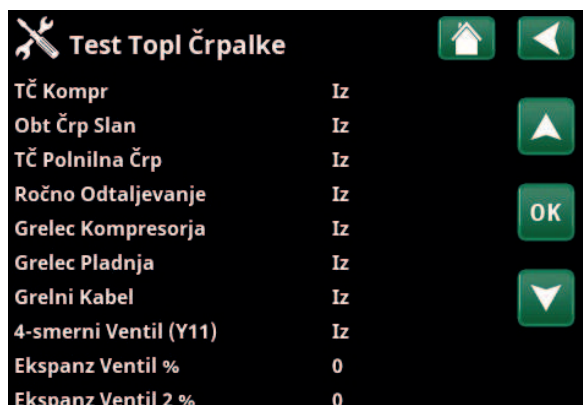 Test Topl Črpalke
TČ Kompr Iz
Obt Črp Slan Iz
TČ Polnilna Črp Iz
Ročno Odtaljevanje Iz
OK
Grelec Kompresorja Iz
Grelec Pladnja Iz
Grelni Kabel Iz
4-smerni Ventil (Y11) Iz
Ekspanz Ventil % 0
Ekspanz Ventil 2 % 0